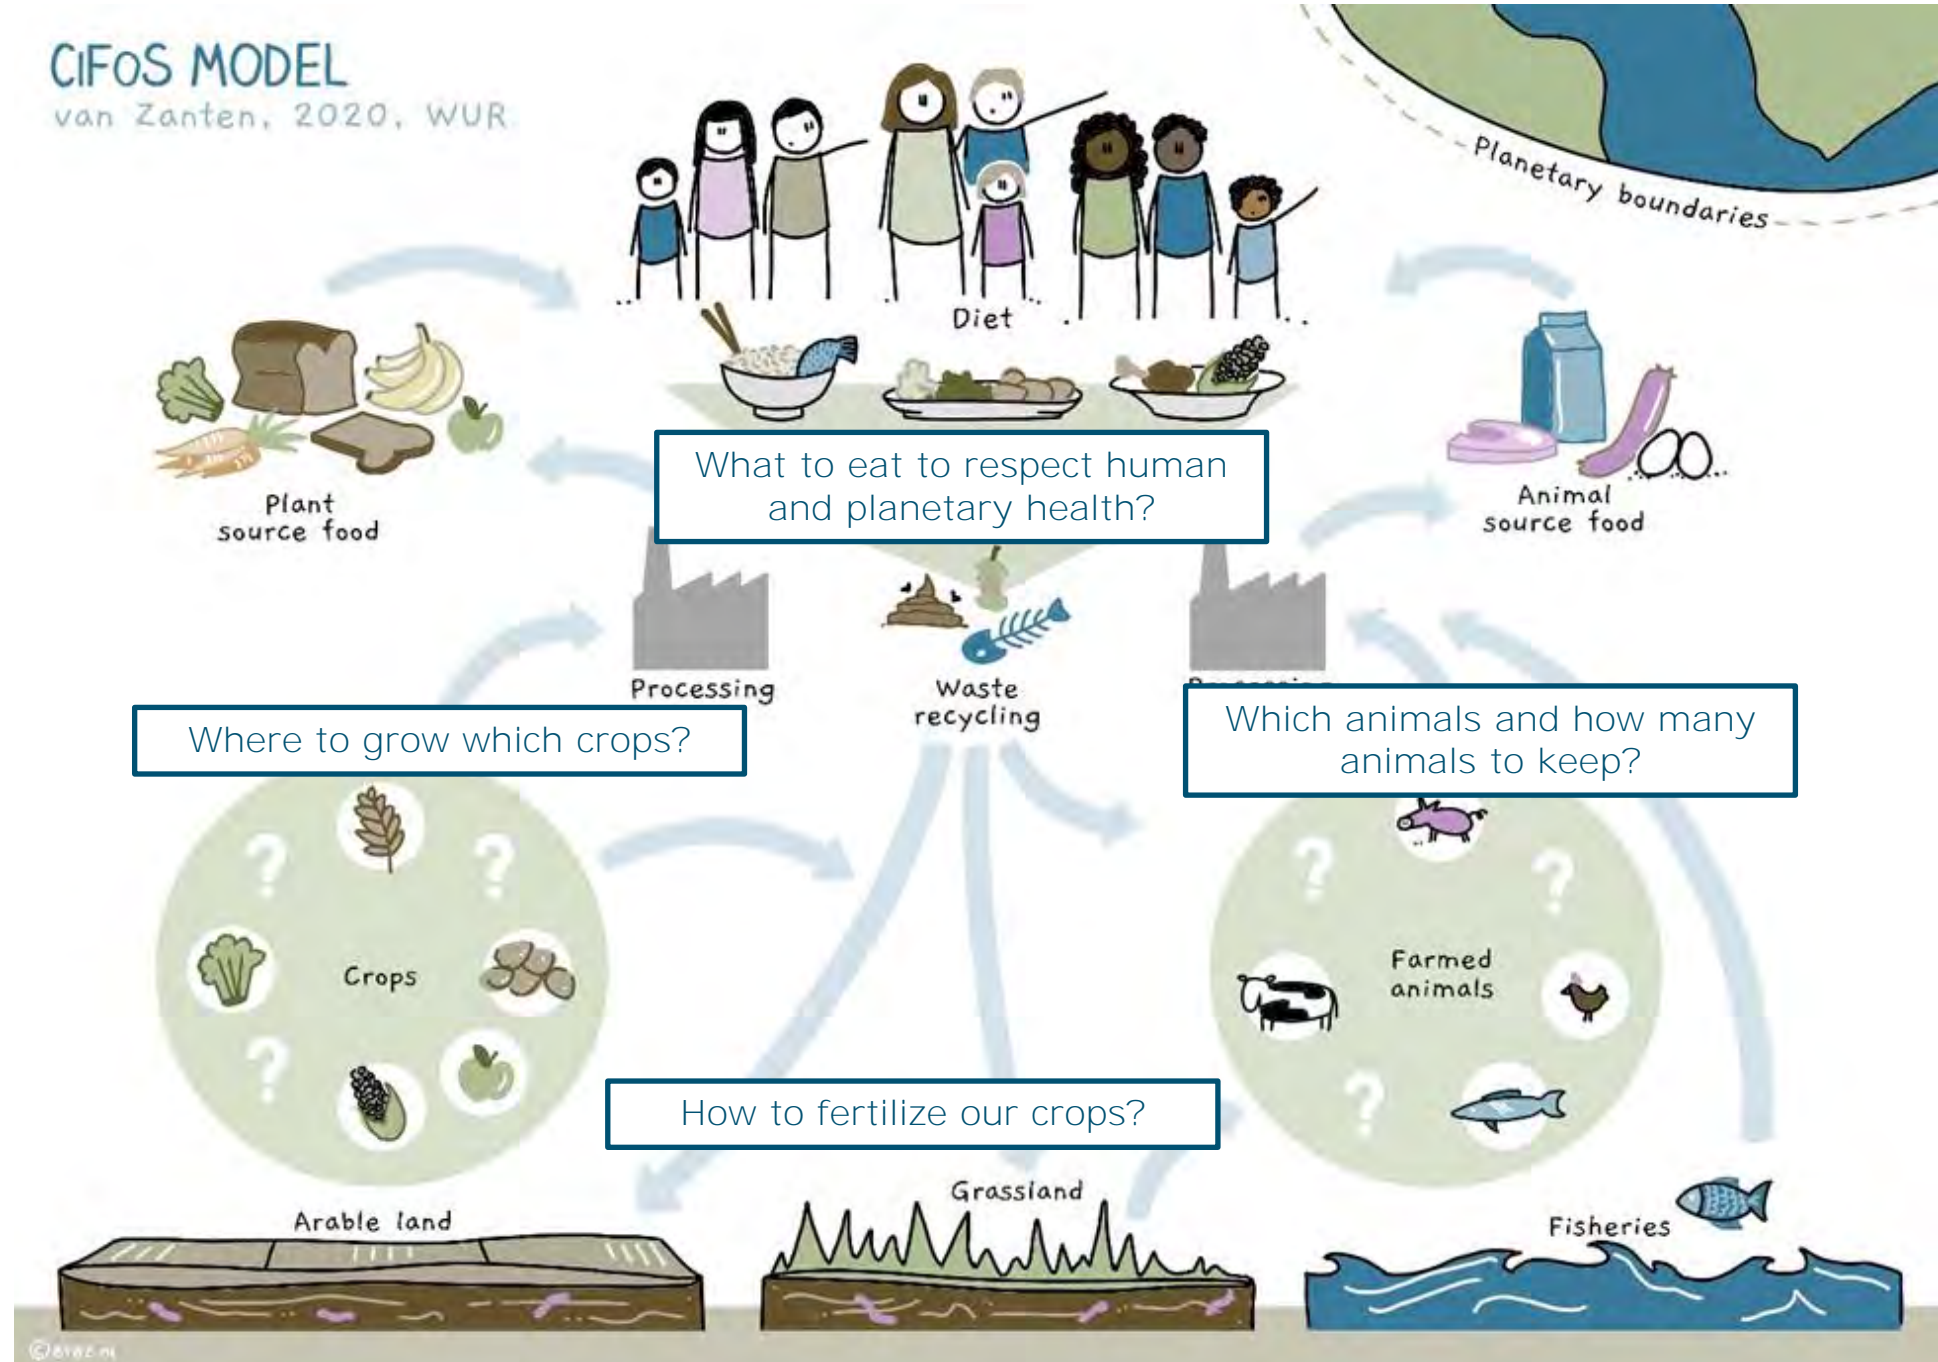 CiFoS MODEL
van Zanten, 2020, WUR
Planetary boundaries
Diet
What to eat to respect human
and planetary health?
Plant
source food
Animal
source food
Processing
Waste
recycling
Where to grow which crops?
Which animals and how many
animals to keep?
?
?
?
Crops
?
?
?
Farmed
animals
How to fertilize our crops?
Arable land
Grassland
Fisheries